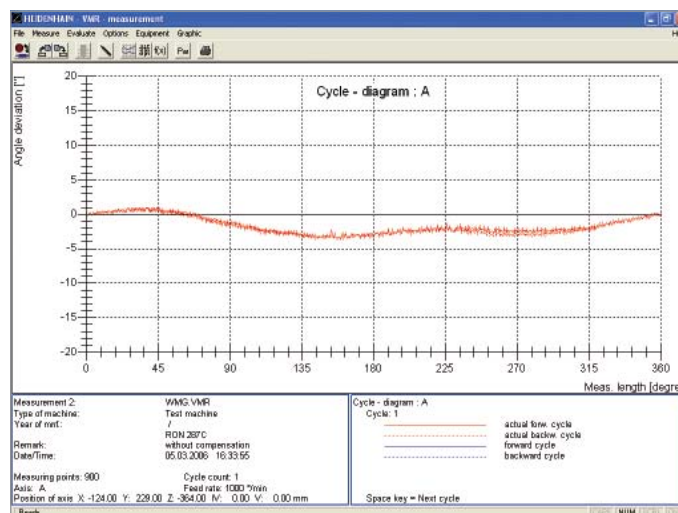 HEIDENHAIN - VMR - measurement
File Measure Evaluate Options Equipment Graphic
f(x) Par
Cycle - diagram : A
Angle deviation ["]
20
15
10
5
0
-5
-10
-15
-20
0 45 90 135 180 225 270 315 360
Meas. length [degre
Measurement 2: WMG.VMR
Type of machine: Test machine
Year of mnf.: /
RON 287C
Remark: without compensation
Date/Time: 05.03.2006 16:33:55
Measuring points: 900 Cycle count: 1
Axis: A Feed rate: 1000 °/min
Position of axis X: -124.00 Y: 229.00 Z: -364.00 IV: 0.00 V: 0.00 mm
Cycle - diagram : A
Cycle: 1
actual forw. cycle
actual backw. cycle
forward cycle
backward cycle
Space key = Next cycle
NUM